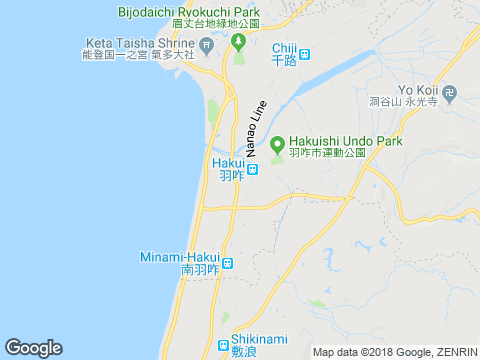 Bijodaichi Ryokuchi Park
眉丈台地緑地公園
Keta Taisha Shrine
能登国一之宮 氣多大社
Chiji
千路
Yo Koji
洞谷山 永光寺
Nanao Line
Hakuishi Undo Park
羽咋市運動公園
Hakui
羽咋
Minami-Hakui
南羽咋
Shikinami
敷浪
Google
Map data ©2018 Google, ZENRIN